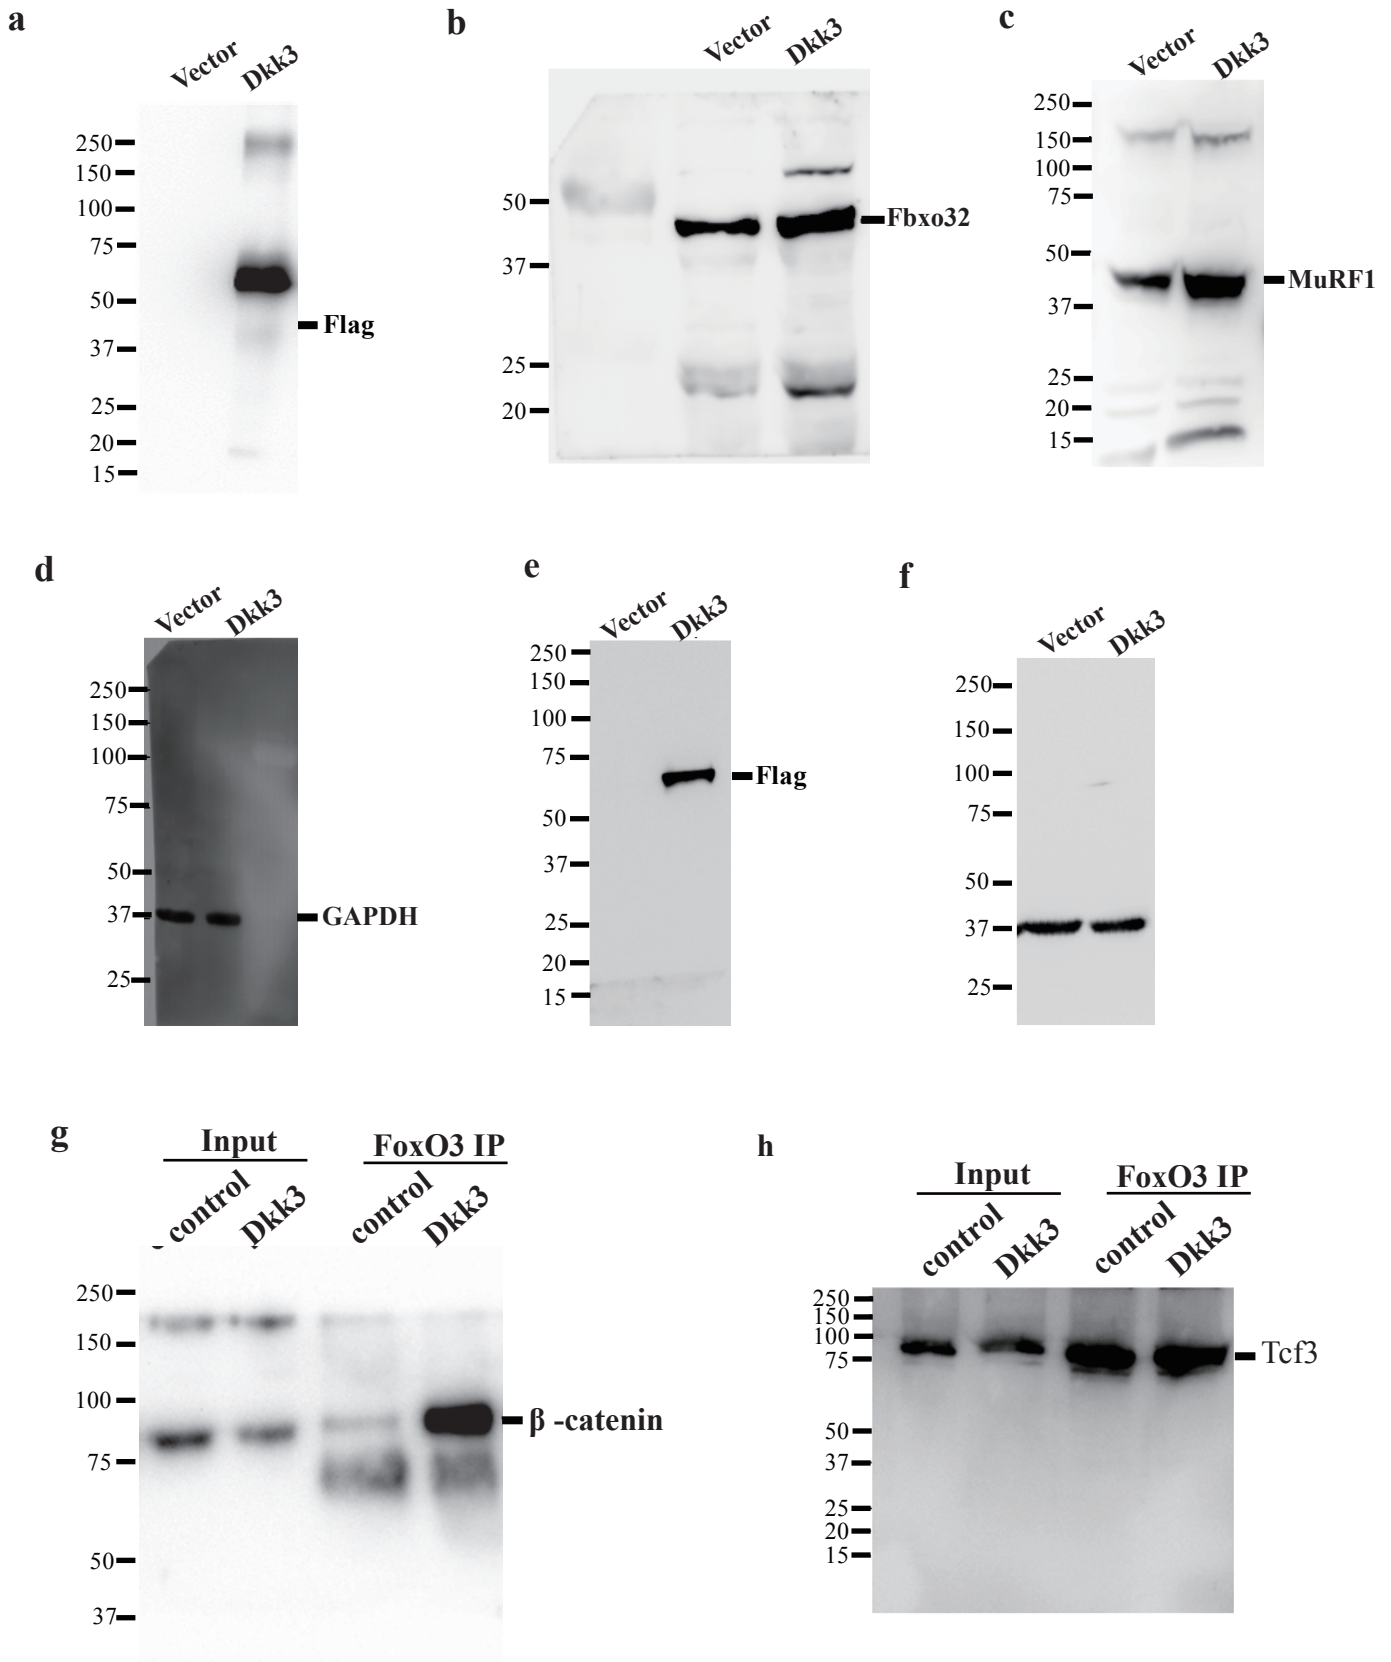 a
Vector Dkk3
250
150
100
75
50
Flag
37
25
20
15
b
Vector Dkk3
50
Fbxo32
37
25
20
c
Vector Dkk3
250
150
100
75
50
MuRF1
37
25
20
15
d
Vector Dkk3
250
150
100
75
50
37
GAPDH
25
e
Vector Dkk3
250
150
100
75
Flag
50
37
25
20
15
f
Vector Dkk3
250
150
100
75
50
37
25
g
Input FoxO3 IP
control Dkk3 control Dkk3
250
150
100
β -catenin
75
50
37
h
Input FoxO3 IP
control Dkk3 control Dkk3
250
150
100
75
Tcf3
50
37
25
20
15